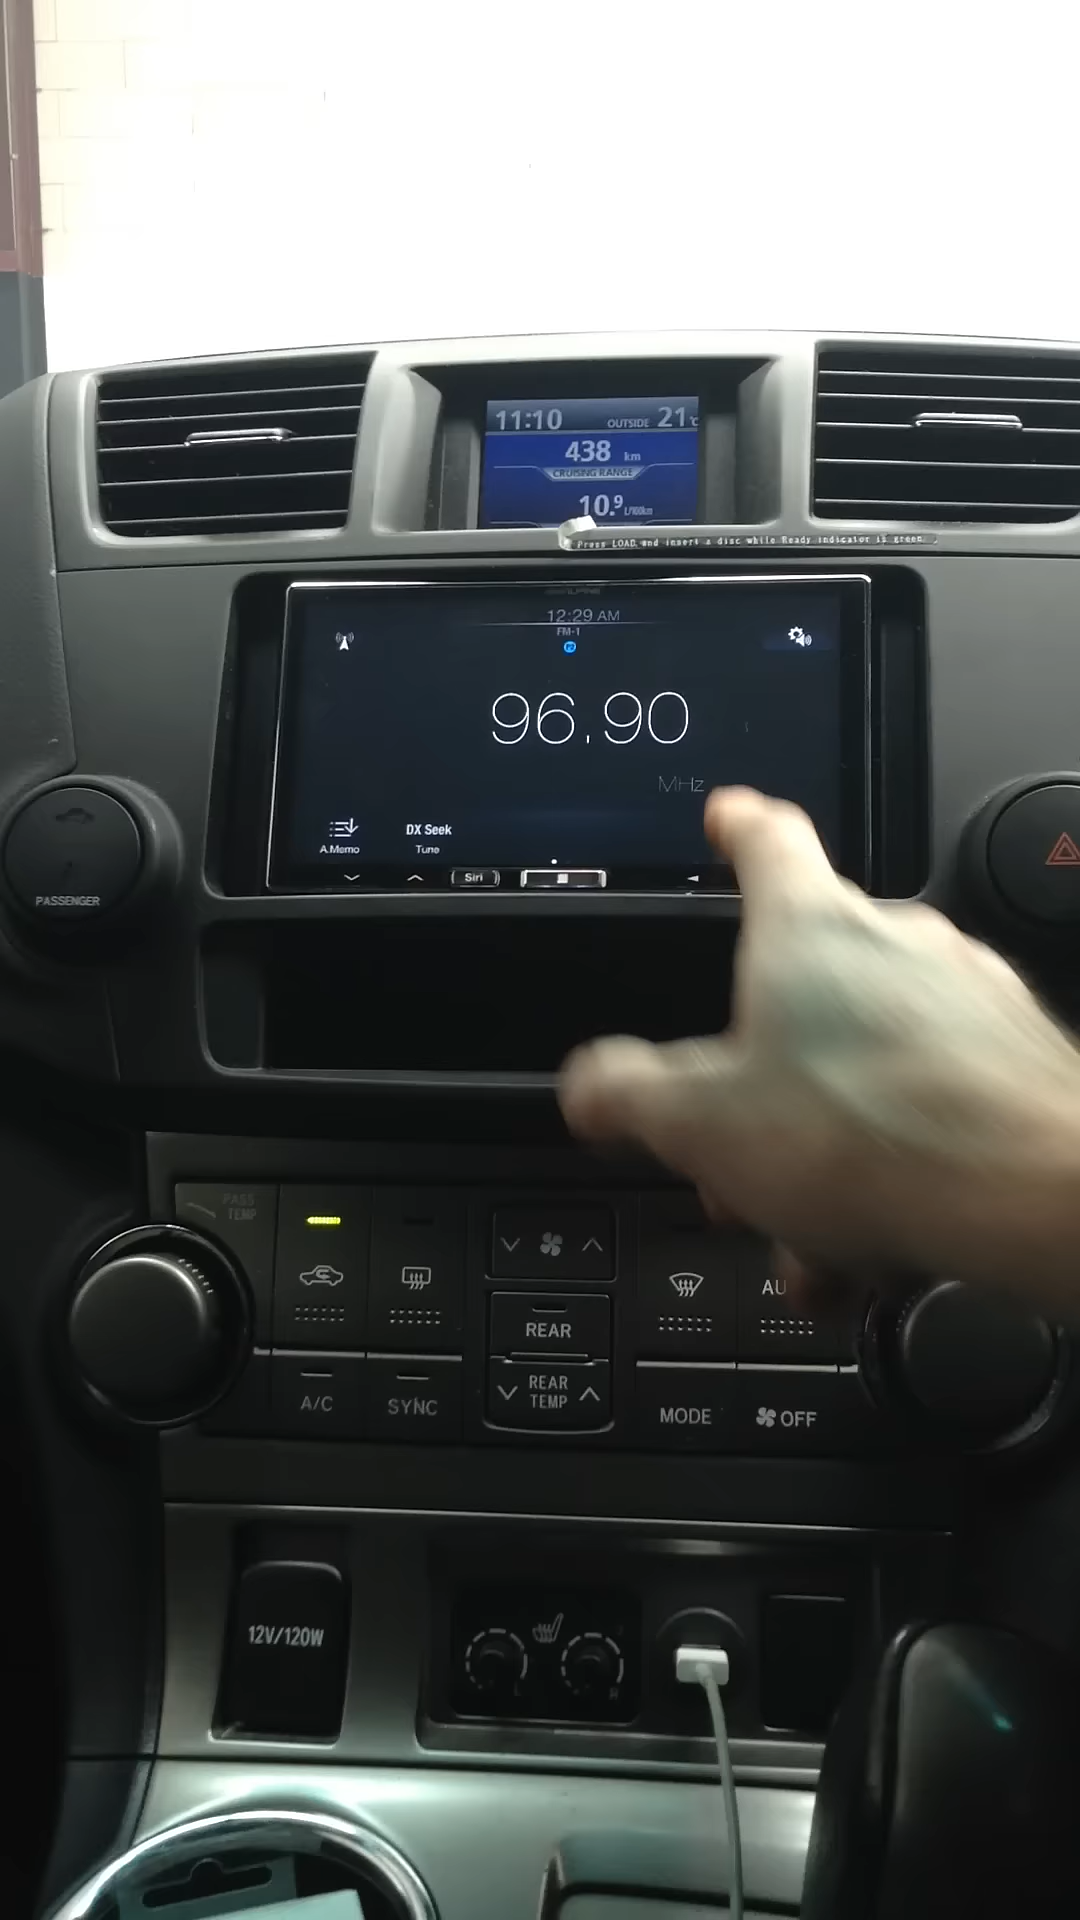 11:10 OUTSIDE 21°C
438 km
CRUISING RANGE
10.9 L/100km
Press LOAD, and insert a disc while Ready indicator is green.
12:29 AM
FM-1
96.90
MHz
A.Memo
DX Seek
Tune
Siri
PASSENGER
PASS
TEMP
AU
REAR
REAR
TEMP
A/C
SYNC
MODE
OFF
12V/120W